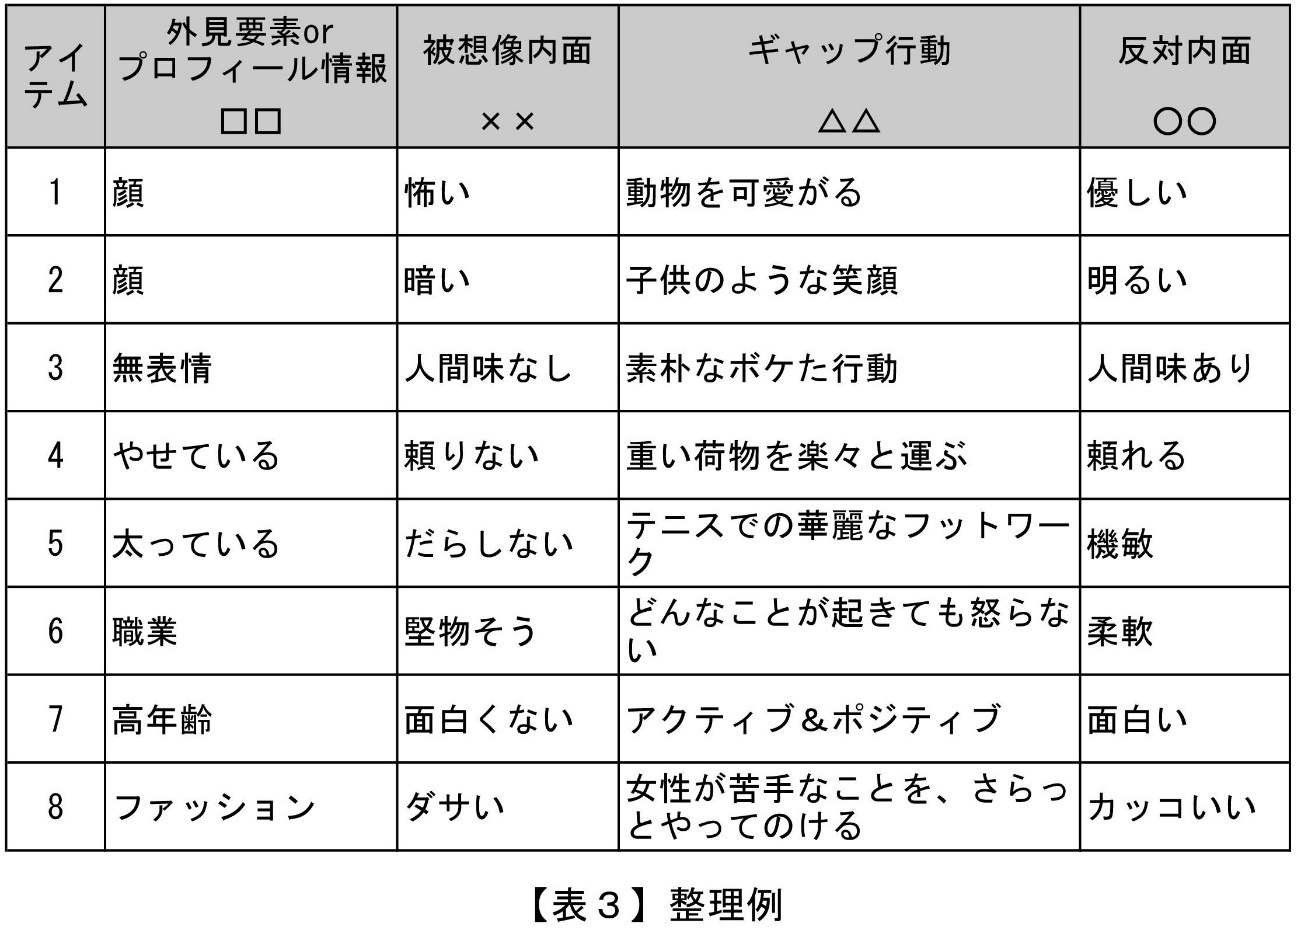 アイテム 外見要素or プロフィール情報 □□ 被想像内面 ×× ギャップ行動 △△ 反対内面 〇〇
1 顔 怖い 動物を可愛がる 優しい
2 顔 暗い 子供のような笑顔 明るい
3 無表情 人間味なし 素朴なボケた行動 人間味あり
4 やせている 頼りない 重い荷物を楽々と運ぶ 頼れる
5 太っている だらしない テニスでの華麗なフットワーク 機敏
6 職業 堅物そう どんなことが起きても怒らない 柔軟
7 高年齢 面白くない アクティブ＆ポジティブ 面白い
8 ファッション ダサい 女性が苦手なことを、さらっとやってのける カッコいい
【表３】整理例